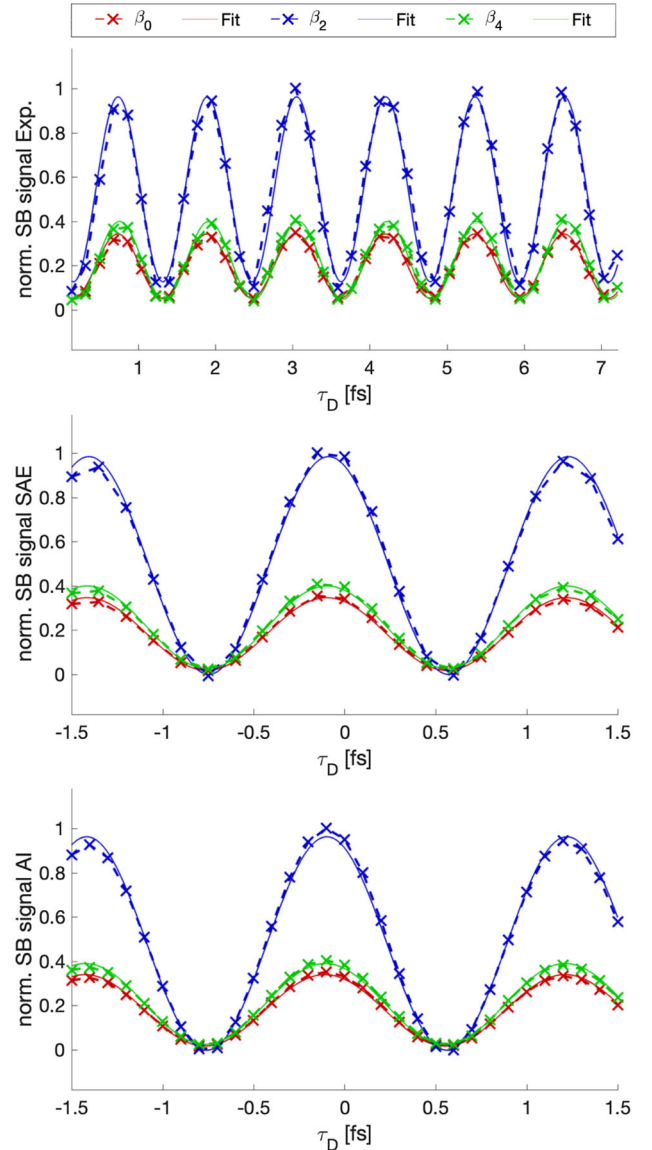 β₀ Fit β₂ Fit β₄ Fit
norm. SB signal Exp.
1
0.8
0.6
0.4
0.2
0
1 2 3 4 5 6 7
τ_D [fs]
norm. SB signal SAE
1
0.8
0.6
0.4
0.2
0
-1.5 -1 -0.5 0 0.5 1 1.5
τ_D [fs]
norm. SB signal AI
1
0.8
0.6
0.4
0.2
0
-1.5 -1 -0.5 0 0.5 1 1.5
τ_D [fs]